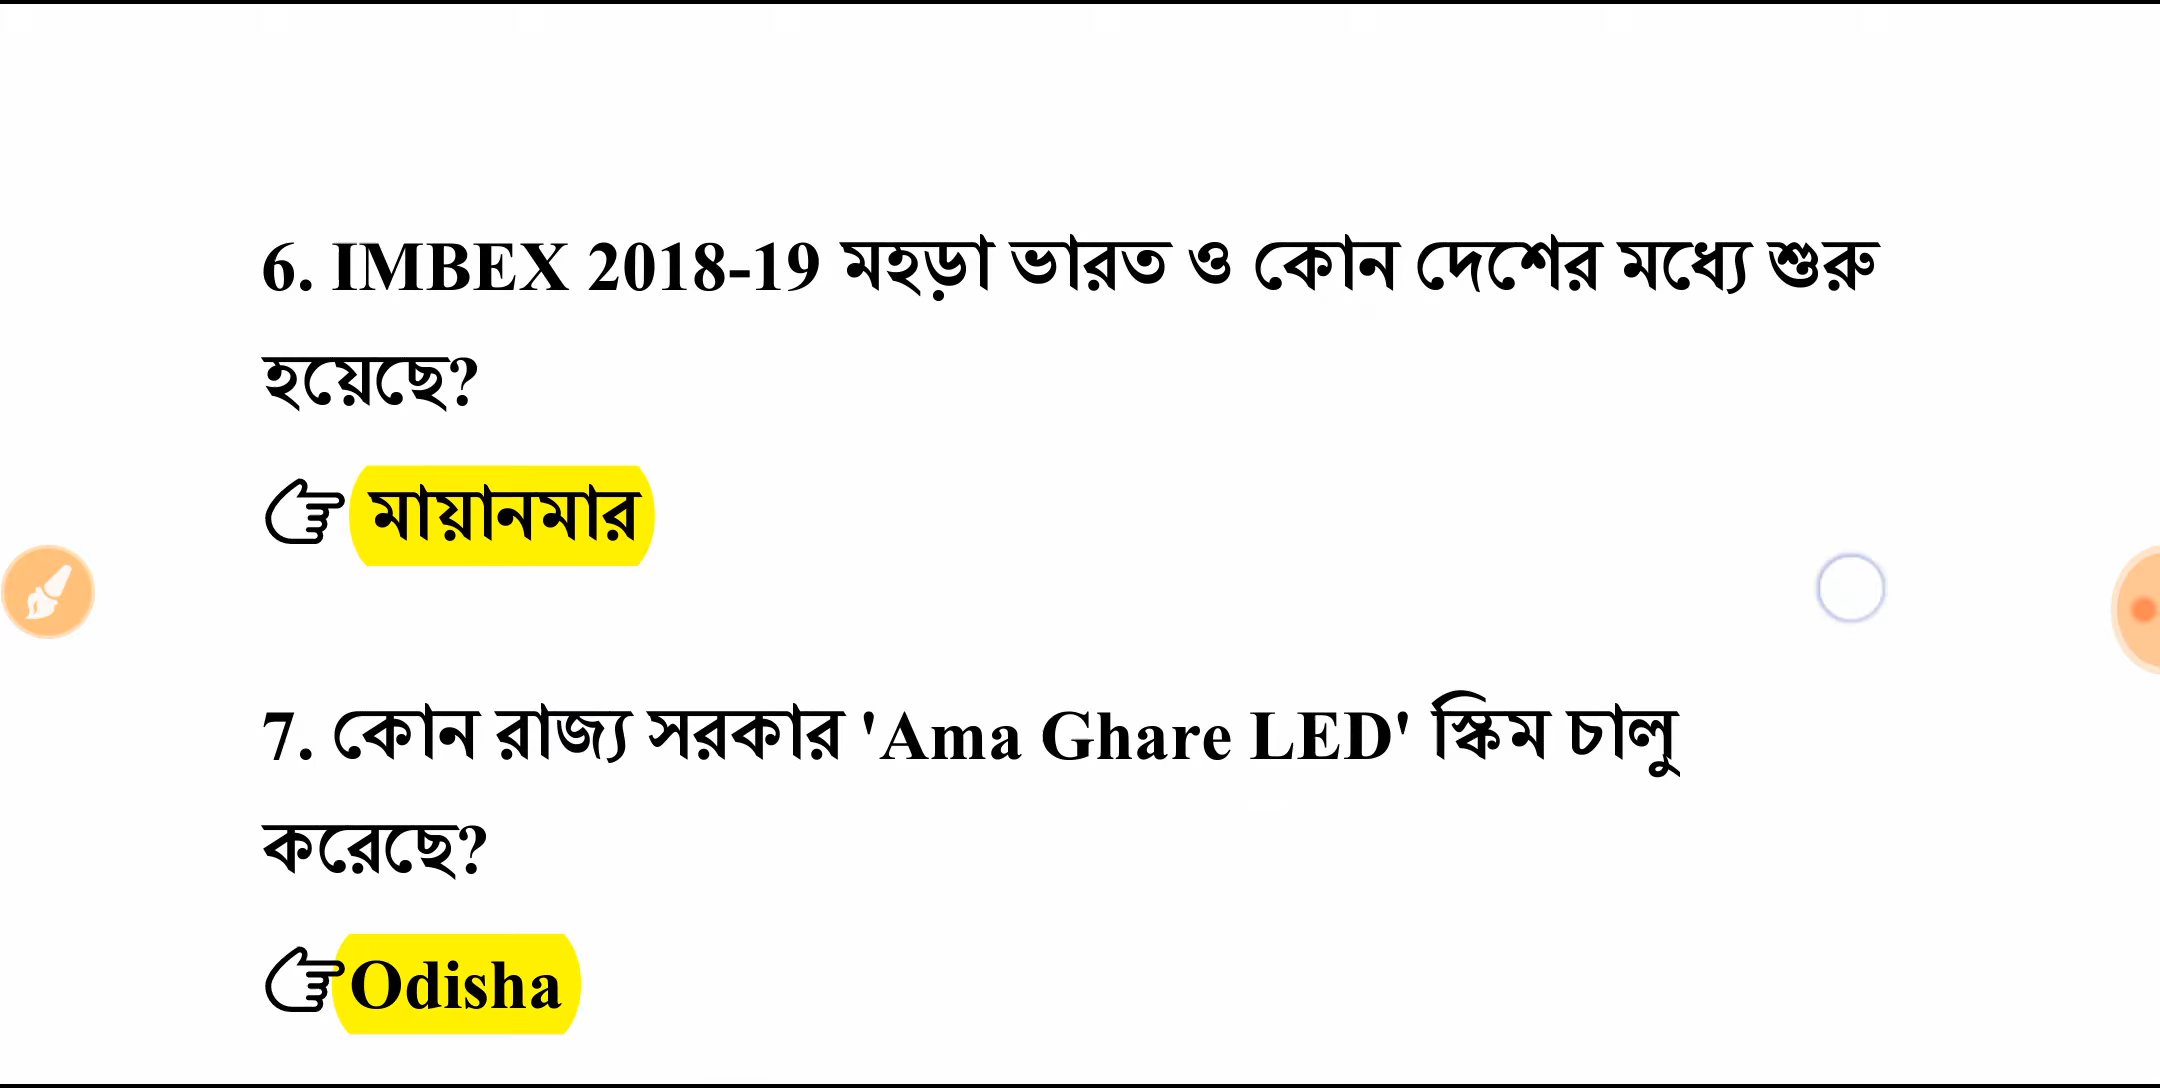 6. IMBEX 2018-19 মহড়া ভারত ও কোন দেশের মধ্যে শুরু
হয়েছে?
👉 মায়ানমার
7. কোন রাজ্য সরকার 'Ama Ghare LED' স্কিম চালু
করেছে?
👉Odisha